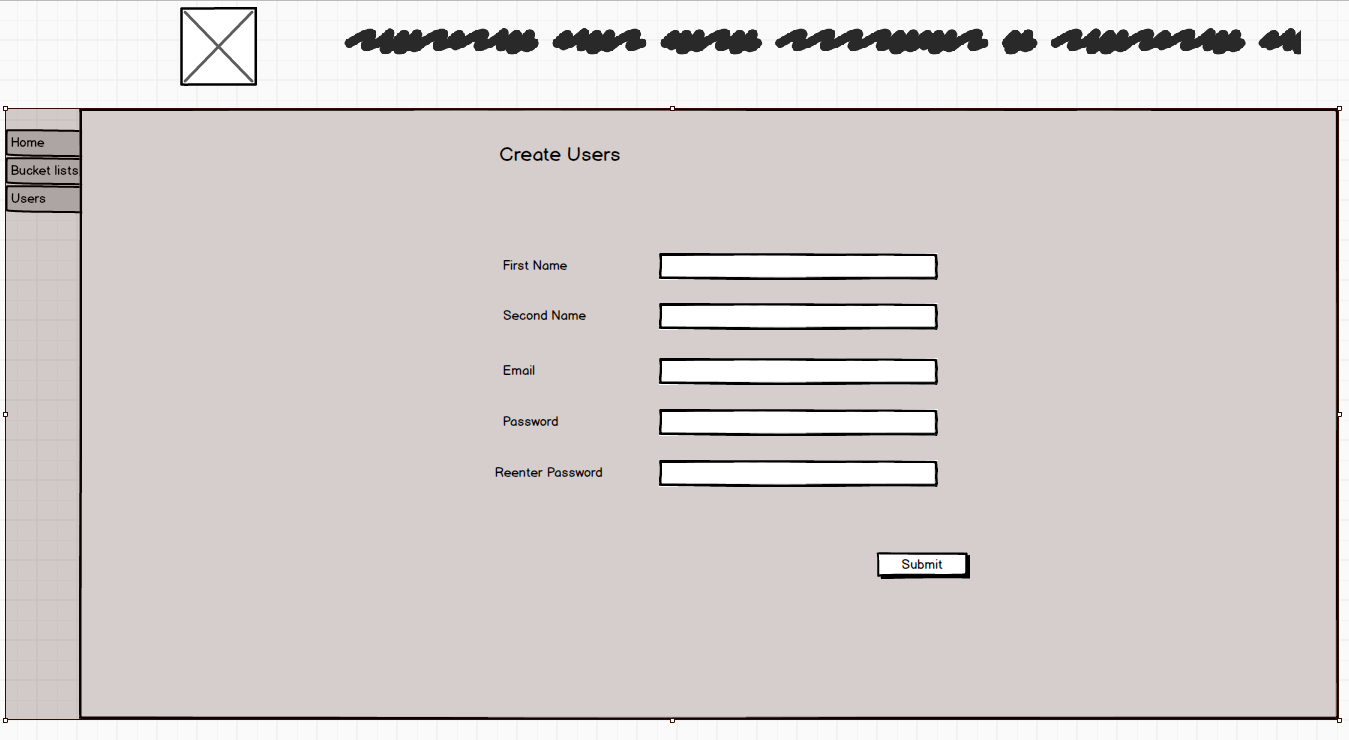 Home
Bucket lists
Users
Create Users
First Name
Second Name
Email
Password
Reenter Password
Submit